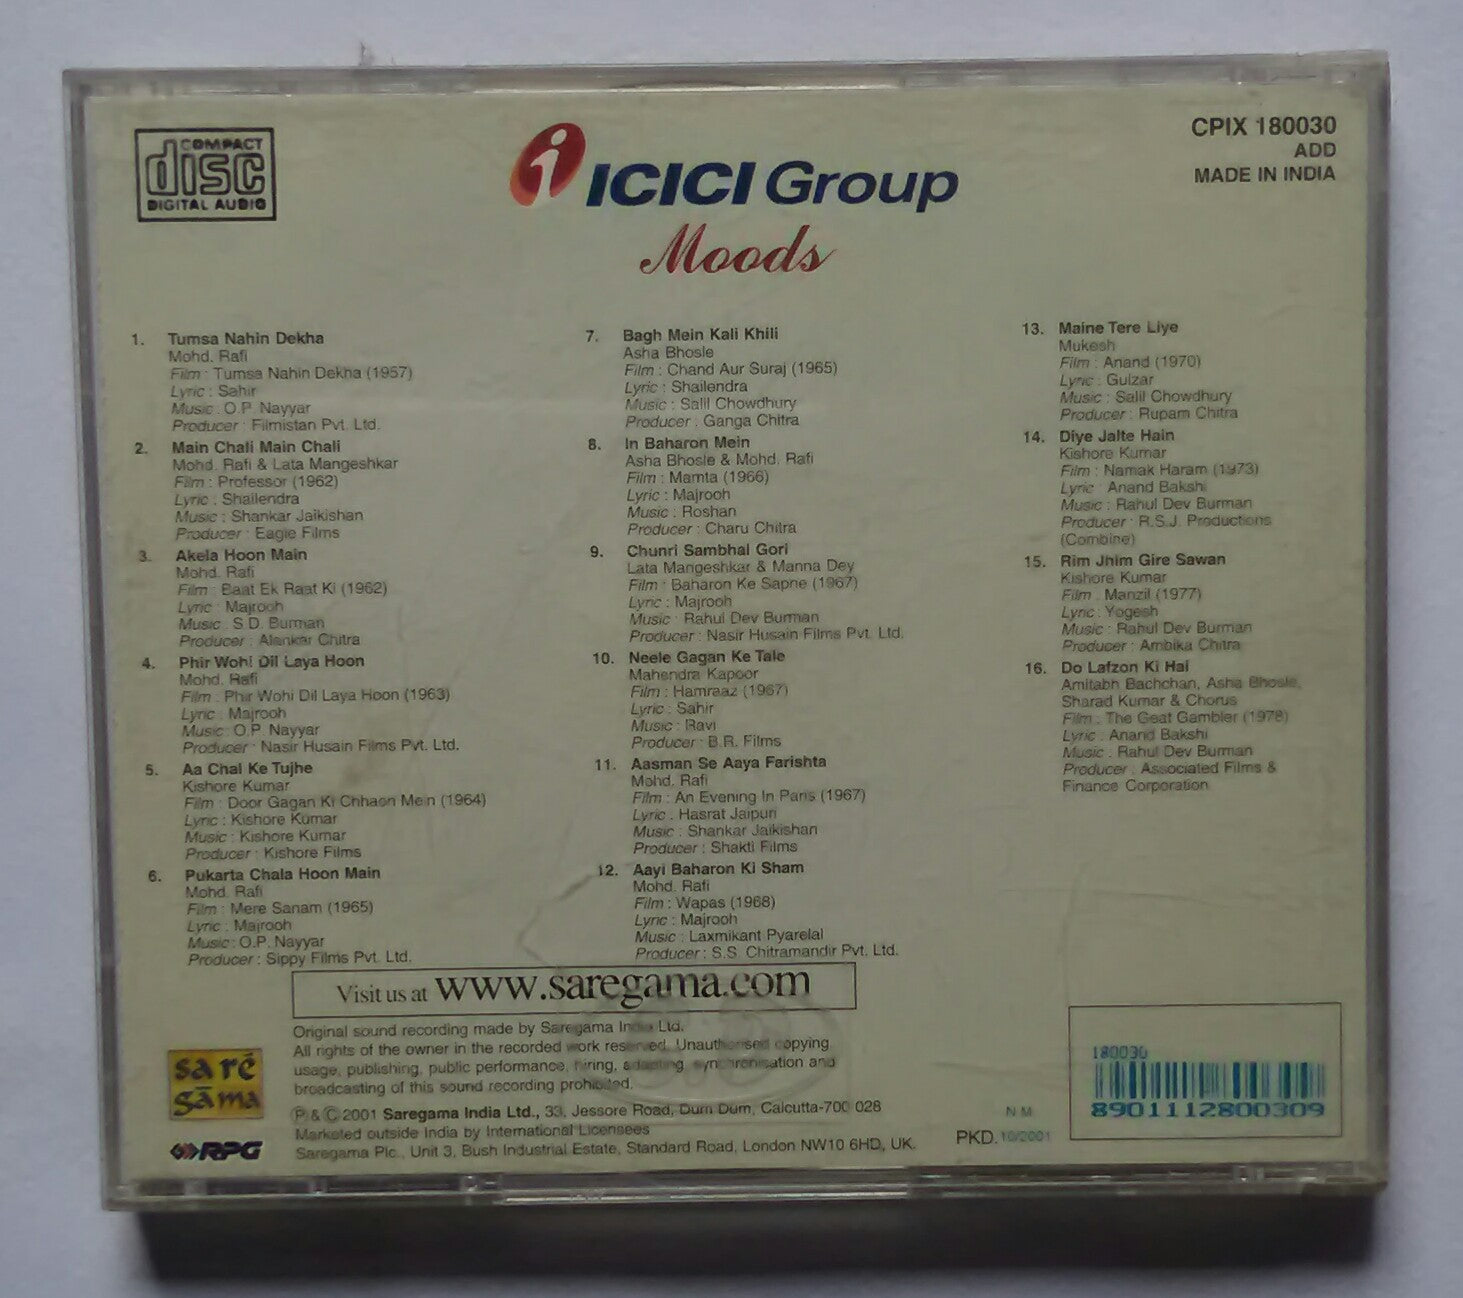 COMPACT
disc
DIGITAL AUDIO
i ICICI Group
Moods
CPIX 180030
ADD
MADE IN INDIA
1. Tumsa Nahin Dekha
Mohd. Rafi
Film : Tumsa Nahin Dekha (1957)
Lyric : Sahir
Music : O.P. Nayyar
Producer : Filmistan Pvt. Ltd.
2. Main Chali Main Chali
Mohd. Rafi & Lata Mangeshkar
Film : Professor (1962)
Lyric : Shailendra
Music : Shankar Jaikishan
Producer : Eagle Films
3. Akela Hoon Main
Mohd. Rafi
Film : Baat Ek Raat Ki (1962)
Lyric : Majrooh
Music : S.D. Burman
Producer : Alankar Chitra
4. Phir Wohi Dil Laya Hoon
Mohd. Rafi
Film : Phir Wohi Dil Laya Hoon (1963)
Lyric : Majrooh
Music : O.P. Nayyar
Producer : Nasir Husain Films Pvt. Ltd.
5. Aa Chal Ke Tujhe
Kishore Kumar
Film : Door Gagan Ki Chhaon Mein (1964)
Lyric : Kishore Kumar
Music : Kishore Kumar
Producer : Kishore Films
6. Pukarta Chala Hoon Main
Mohd. Rafi
Film : Mere Sanam (1965)
Lyric : Majrooh
Music : O.P. Nayyar
Producer : Sippy Films Pvt. Ltd.
7. Bagh Mein Kali Khili
Asha Bhosle
Film : Chand Aur Suraj (1965)
Lyric : Shailendra
Music : Salil Chowdhury
Producer : Ganga Chitra
8. In Baharon Mein
Asha Bhosle & Mohd. Rafi
Film : Mamta (1966)
Lyric : Majrooh
Music : Roshan
Producer : Charu Chitra
9. Chunri Sambhal Gori
Lata Mangeshkar & Manna Dey
Film : Baharon Ke Sapne (1967)
Lyric : Majrooh
Music : Rahul Dev Burman
Producer : Nasir Husain Films Pvt. Ltd.
10. Neele Gagan Ke Tale
Mahendra Kapoor
Film : Hamraaz (1967)
Lyric : Sahir
Music : Ravi
Producer : B.R. Films
11. Aasman Se Aaya Farishta
Mohd. Rafi
Film : An Evening In Paris (1967)
Lyric : Hasrat Jaipuri
Music : Shankar Jaikishan
Producer : Shakti Films
12. Aayi Baharon Ki Sham
Mohd. Rafi
Film : Wapas (1968)
Lyric : Majrooh
Music : Laxmikant Pyarelal
Producer : S.S. Chitramandir Pvt. Ltd.
13. Maine Tere Liye
Mukesh
Film : Anand (1970)
Lyric : Gulzar
Music : Salil Chowdhury
Producer : Rupam Chitra
14. Diye Jalte Hain
Kishore Kumar
Film : Namak Haram (1973)
Lyric : Anand Bakshi
Music : Rahul Dev Burman
Producer : R.S.J. Productions
(Combine)
15. Rim Jhim Gire Sawan
Kishore Kumar
Film : Manzil (1977)
Lyric : Yogesh
Music : Rahul Dev Burman
Producer : Ambika Chitra
16. Do Lafzon Ki Hai
Amitabh Bachchan, Asha Bhosle,
Sharad Kumar & Chorus
Film : The Geat Gambler (1978)
Lyric : Anand Bakshi
Music : Rahul Dev Burman
Producer : Associated Films &
Finance Corporation
Visit us at www.saregama.com
Original sound recording made by Saregama India Ltd.
All rights of the owner in the recorded work reserved. Unauthorised copying
usage, publishing, public performance, hiring, adapting, synchronisation and
broadcasting of this sound recording prohibited.
P & C 2001 Saregama India Ltd., 33, Jessore Road, Dum Dum, Calcutta-700 028
Marketed outside India by International Licensees
Saregama Plc., Unit 3, Bush Industrial Estate, Standard Road, London NW10 6HD, UK.
sa rē
gāma
RPG
N M
PKD. 10/2001
180030
8901112800309